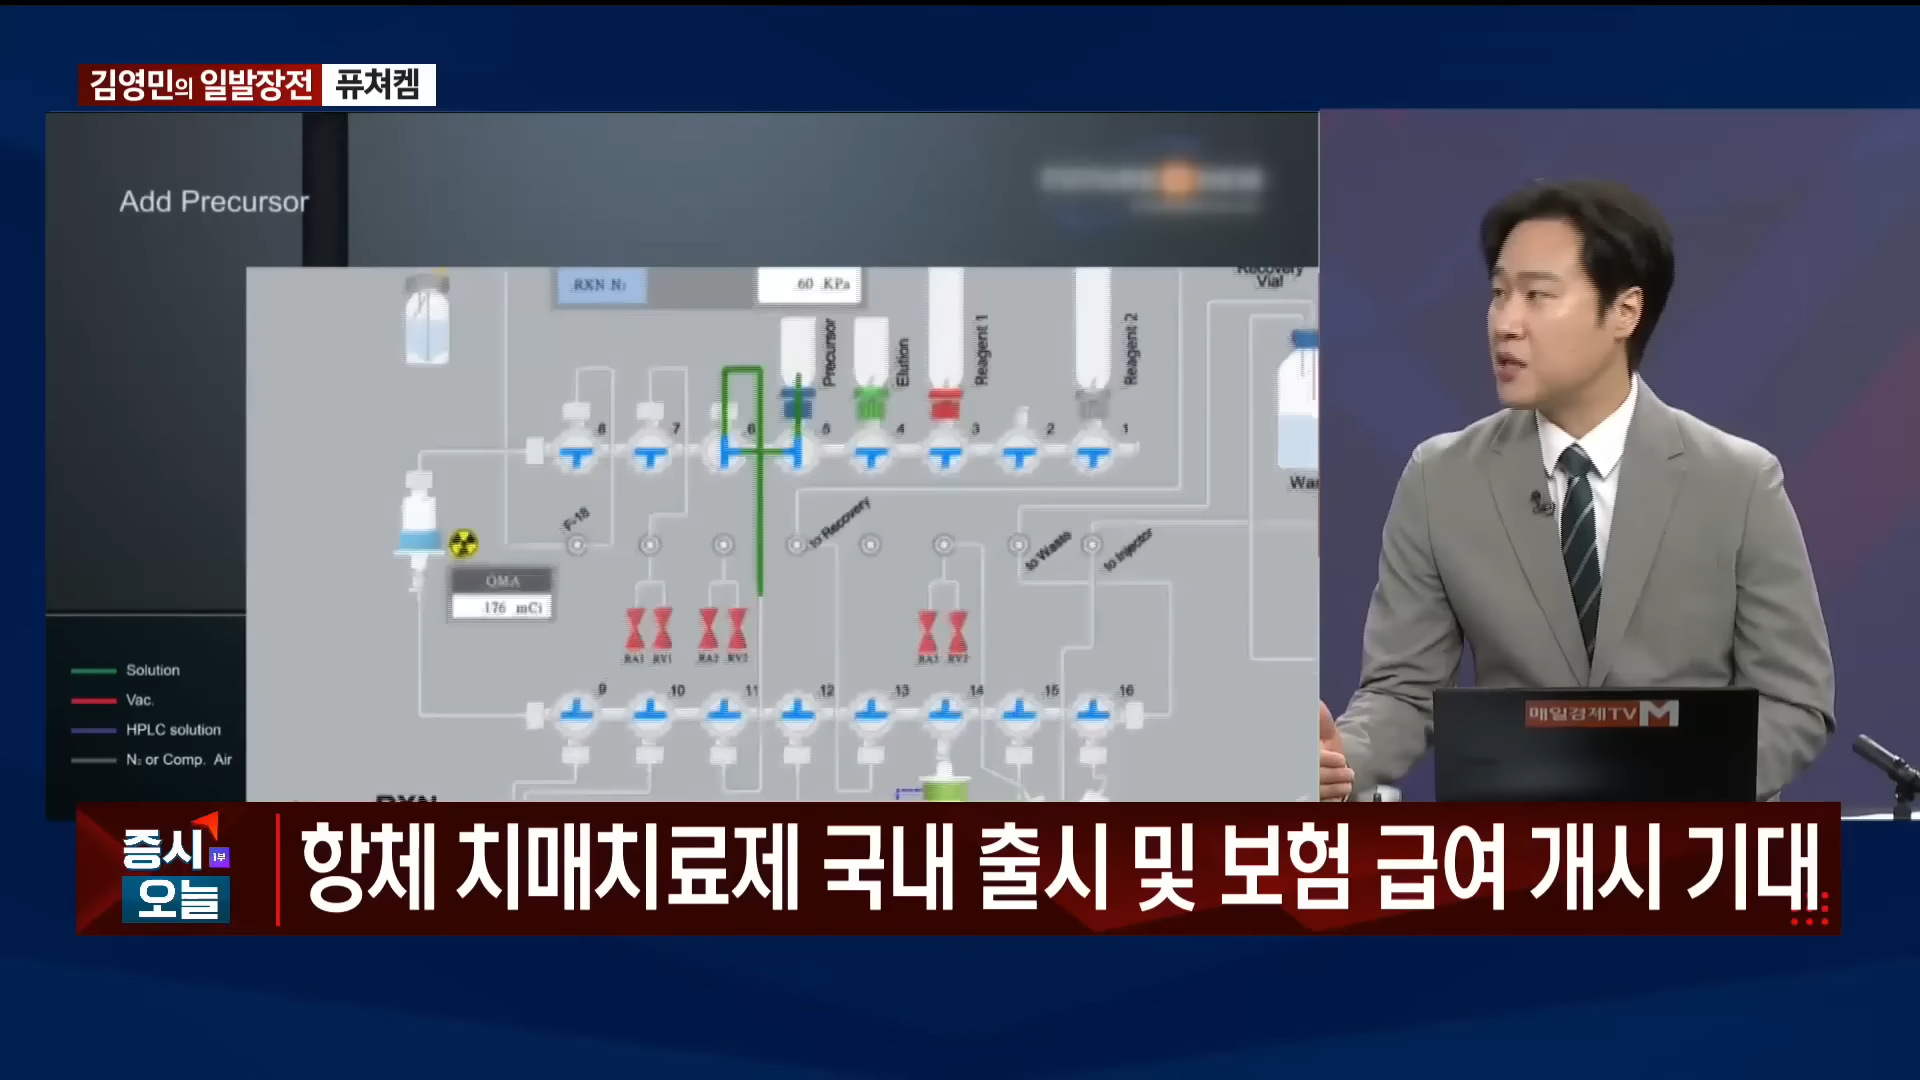 김영민의 일발장전 퓨쳐켐
Add Precursor
RXN N₂
60 KPa
Recovery
Vial
Precursor
Elution
Reagent 1
Reagent 2
8 7 6 5 4 3 2 1
Was
F-18
to Recovery
to Waste
to Injector
QMA
176 mCi
RA1 RV1 RA2 RV2 RA3 RV3
9 10 11 12 13 14 15 16
Solution
Vac.
HPLC solution
N₂ or Comp. Air
RXN
매일경제TV M
증시 1부
오늘
항체 치매치료제 국내 출시 및 보험 급여 개시 기대